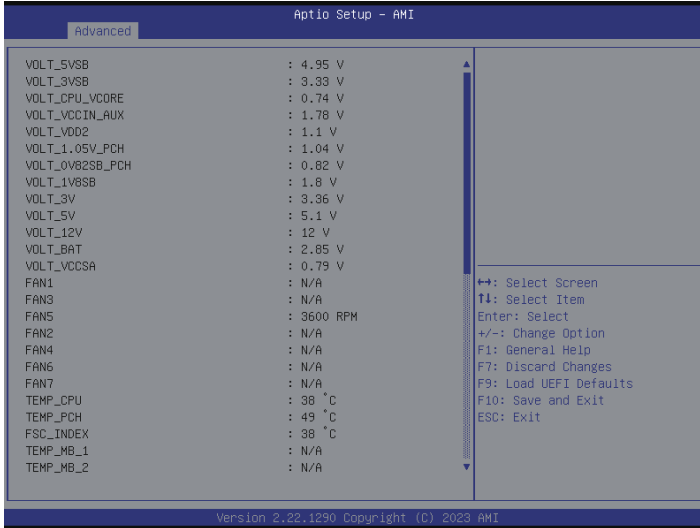 Aptio Setup – AMI
Advanced
VOLT_5VSB : 4.95 V
VOLT_3VSB : 3.33 V
VOLT_CPU_VCORE : 0.74 V
VOLT_VCCIN_AUX : 1.78 V
VOLT_VDD2 : 1.1 V
VOLT_1.05V_PCH : 1.04 V
VOLT_0V82SB_PCH : 0.82 V
VOLT_1V8SB : 1.8 V
VOLT_3V : 3.36 V
VOLT_5V : 5.1 V
VOLT_12V : 12 V
VOLT_BAT : 2.85 V
VOLT_VCCSA : 0.79 V
FAN1 : N/A
FAN3 : N/A
FAN5 : 3600 RPM
FAN2 : N/A
FAN4 : N/A
FAN6 : N/A
FAN7 : N/A
TEMP_CPU : 38 °C
TEMP_PCH : 49 °C
FSC_INDEX : 38 °C
TEMP_MB_1 : N/A
TEMP_MB_2 : N/A
↔: Select Screen
↑↓: Select Item
Enter: Select
+/-: Change Option
F1: General Help
F7: Discard Changes
F9: Load UEFI Defaults
F10: Save and Exit
ESC: Exit
Version 2.22.1290 Copyright (C) 2023 AMI